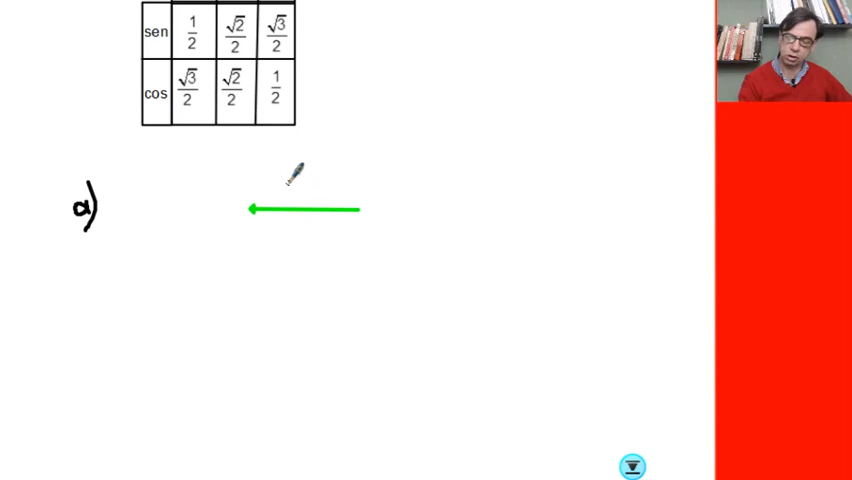 sen 1/2 √2/2 √3/2
cos √3/2 √2/2 1/2
a)